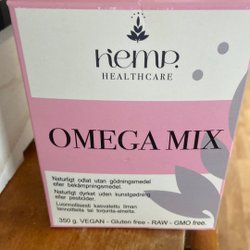 hemp.
HEALTHCARE
OMEGA MIX
Naturligt odlat utan gödningsmedel
eller bekämpningsmedel.
Naturligt dyrket uden kunstgødning
eller pesticider.
Luonnollisesti kasvatettu ilman
lannoitteita tai torjunta-aineita.
350 g. VEGAN - Gluten free - RAW - GMO free.